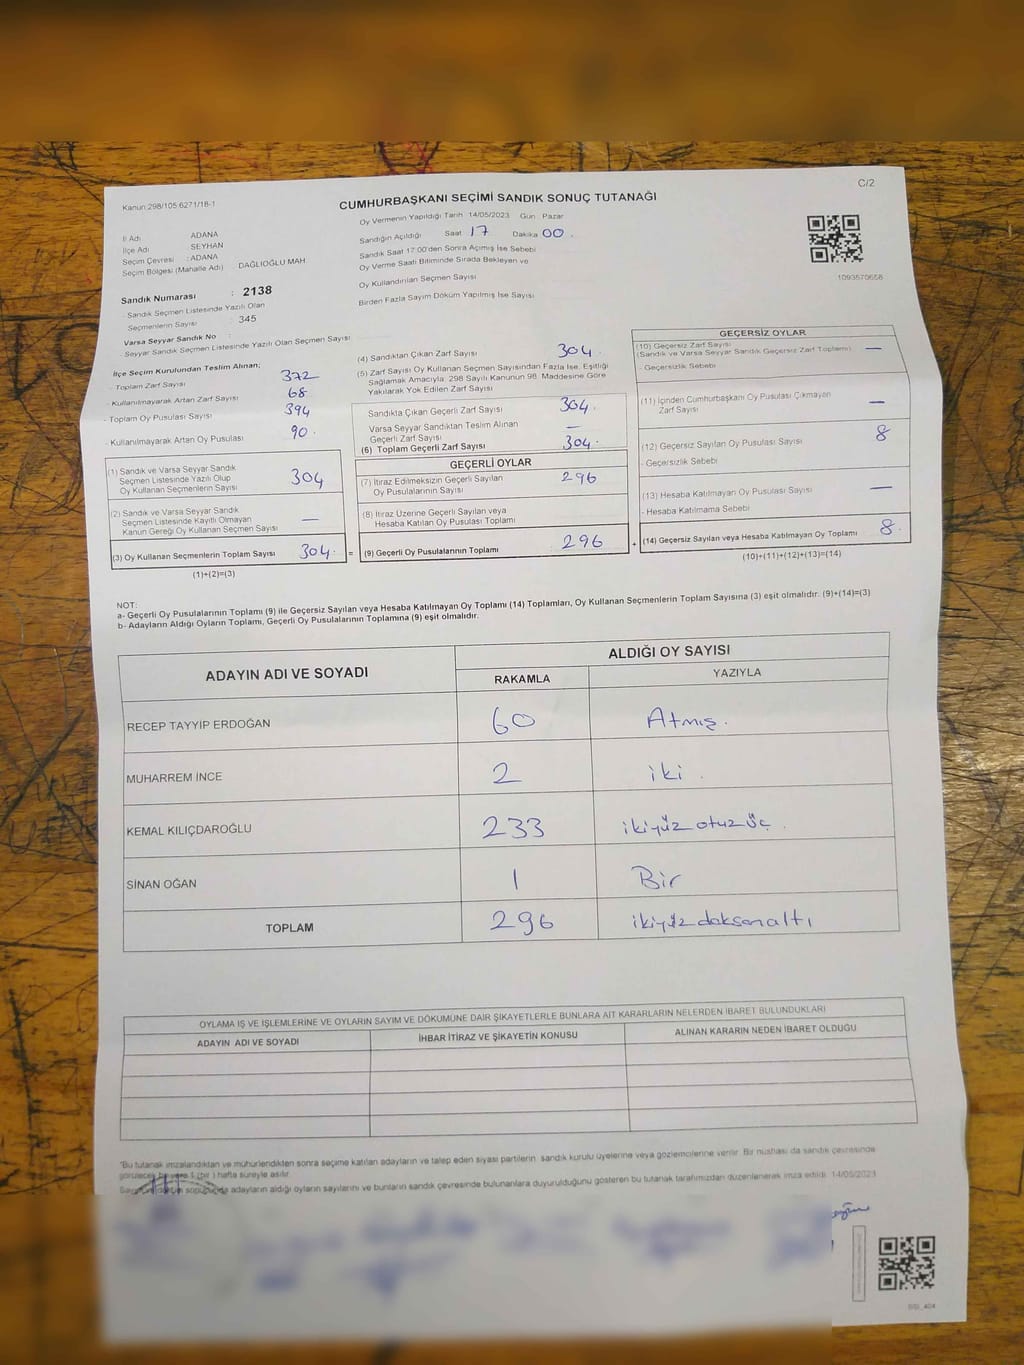 C/2
Kanun:298/105 6271/18-1
CUMHURBAŞKANI SEÇİMİ SANDIK SONUÇ TUTANAĞI
Oy Vermenin Yapıldığı Tarih 14/05/2023 Gün Pazar
İl Adı : ADANA
İlçe Adı : SEYHAN
Seçim Çevresi : ADANA
Seçim Bölgesi (Mahalle Adı) DAĞLIOĞLU MAH.
Sandığın Açıldığı Saat 17 Dakika 00.
Sandık Saat 17:00'den Sonra Açımış İse Sebebi
Oy Verme Saati Bitiminde Sırada Bekleyen ve
Oy Kullandırılan Seçmen Sayısı
Birden Fazla Sayım Döküm Yapılmış İse Sayısı
1093570658
Sandık Numarası : 2138
- Sandık Seçmen Listesinde Yazılı Olan
Seçmenlerin Sayısı : 345
Varsa Seyyar Sandık No :
- Seyyar Sandık Seçmen Listesinde Yazılı Olan Seçmen Sayısı
İlçe Seçim Kurulundan Teslim Alınan;
- Toplam Zarf Sayısı 372
- Kullanılmayarak Artan Zarf Sayısı 68
- Toplam Oy Pusulası Sayısı 394
- Kullanılmayarak Artan Oy Pusulası 90.
(1) Sandık ve Varsa Seyyar Sandık
Seçmen Listesinde Yazılı Olup
Oy Kullanan Seçmenlerin Sayısı 304
(2) Sandık ve Varsa Seyyar Sandık
Seçmen Listesinde Kayıtlı Olmayan
Kanun Gereği Oy Kullanan Seçmen Sayısı —
(3) Oy Kullanan Seçmenlerin Toplam Sayısı 304. =
(1)+(2)=(3)
(4) Sandıktan Çıkan Zarf Sayısı 304.
(5) Zarf Sayısı Oy Kullanan Seçmen Sayısından Fazla İse, Eşitliği
Sağlamak Amacıyla: 298 Sayılı Kanunun 98. Maddesine Göre
Yakılarak Yok Edilen Zarf Sayısı
Sandıkta Çıkan Geçerli Zarf Sayısı 304.
Varsa Seyyar Sandıktan Teslim Alınan
Geçerli Zarf Sayısı —
(6) Toplam Geçerli Zarf Sayısı 304.
GEÇERLİ OYLAR
(7) İtiraz Edilmeksizin Geçerli Sayılan
Oy Pusulalarının Sayısı 296
(8) İtiraz Üzerine Geçerli Sayılan veya
Hesaba Katılan Oy Pusulası Toplamı
(9) Geçerli Oy Pusulalarının Toplamı 296 +
GEÇERSİZ OYLAR
(10) Geçersiz Zarf Sayısı
(Sandık ve Varsa Seyyar Sandık Geçersiz Zarf Toplamı) —
- Geçersizlik Sebebi
(11) İçinden Cumhurbaşkanı Oy Pusulası Çıkmayan
Zarf Sayısı —
(12) Geçersiz Sayılan Oy Pusulası Sayısı 8
- Geçersizlik Sebebi
(13) Hesaba Katılmayan Oy Pusulası Sayısı —
- Hesaba Katılmama Sebebi
(14) Geçersiz Sayılan veya Hesaba Katılmayan Oy Toplamı 8.
(10)+(11)+(12)+(13)=(14)
NOT:
a- Geçerli Oy Pusulalarının Toplamı (9) ile Geçersiz Sayılan veya Hesaba Katılmayan Oy Toplamı (14) Toplamları, Oy Kullanan Seçmenlerin Toplam Sayısına (3) eşit olmalıdır. (9)+(14)=(3)
b- Adayların Aldığı Oyların Toplamı, Geçerli Oy Pusulalarının Toplamına (9) eşit olmalıdır.
ADAYIN ADI VE SOYADI ALDIĞI OY SAYISI
RAKAMLA YAZIYLA
RECEP TAYYİP ERDOĞAN 60 Atmış.
MUHARREM İNCE 2 iki.
KEMAL KILIÇDAROĞLU 233 ikiyüz otuz üç.
SİNAN OĞAN 1 Bir
TOPLAM 296 ikiyüz doksan altı
OYLAMA İŞ VE İŞLEMLERİNE VE OYLARIN SAYIM VE DÖKÜMÜNE DAİR ŞİKAYETLERLE BUNLARA AİT KARARLARIN NELERDEN İBARET BULUNDUKLARI
ADAYIN ADI VE SOYADI İHBAR İTİRAZ VE ŞİKAYETİN KONUSU ALINAN KARARIN NEDEN İBARET OLDUĞU
*Bu tutanak imzalandıktan ve mühürlendikten sonra seçime katılan adayların ve talep eden siyasi partilerin sandık kurulu üyelerine veya gözlemcilerine verilir. Bir nüshası da sandık çevresinde
görülecek bir yere 1 (bir) hafta süreyle asılır.
adayların aldığı oyların sayılarını ve bunların sandık çevresinde bulunanlara duyurulduğunu gösteren bu tutanak tarafımızdan düzenlenerek imza edildi. 14/05/2023
SSI_404